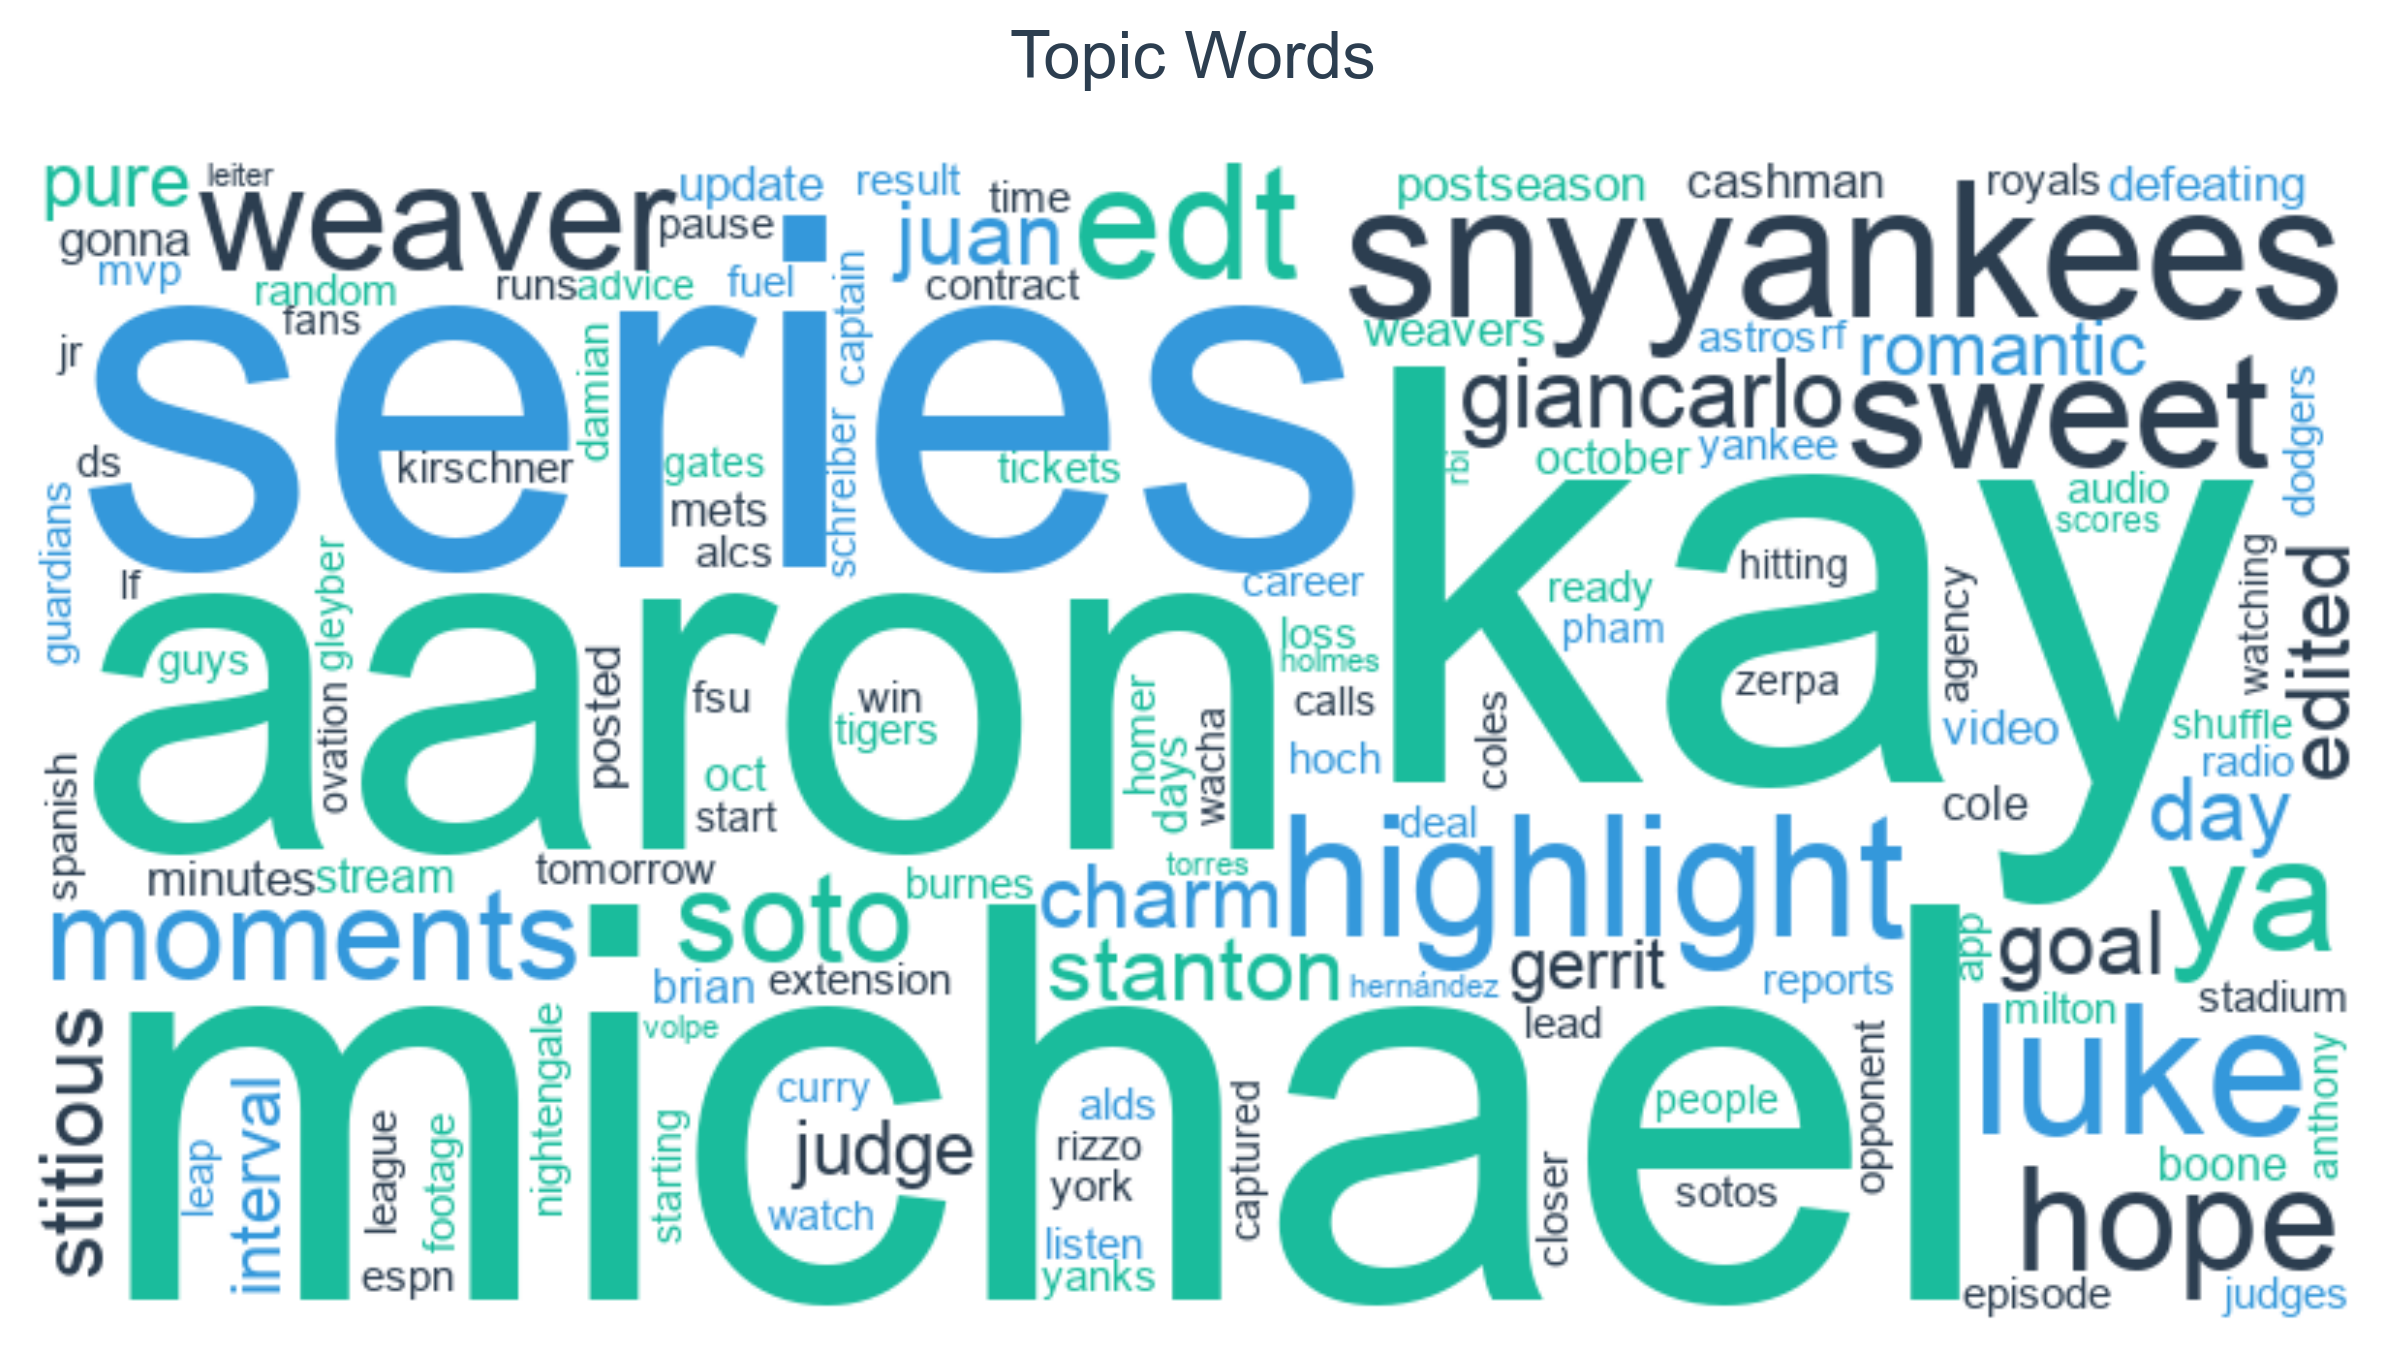 Topic Words
pure
leiter
weaver
update
result
time
edt
postseason
cashman
royals
defeating
gonna
pause
juan
snyyankees
mvp
random
runs
advice
fuel
captain
contract
fans
jr
series
damian
weavers
astros
rf
romantic
giancarlo
sweet
dodgers
ds
kirschner
gates
schreiber
tickets
rbi
october
yankee
kay
audio
scores
guardians
mets
alcs
gleyber
lf
career
hitting
ready
pham
agency
watching
edited
aaron
guys
posted
fsu
win
tigers
homer
loss
holmes
calls
zerpa
ovation
oct
days
wacha
hoch
coles
video
shuffle
radio
spanish
start
cole
day
minutes
stream
tomorrow
torres
deal
highlight
ya
moments
soto
burnes
charm
stanton
goal
app
brian
extension
hernández
gerrit
reports
stadium
stitious
michael
nightengale
volpe
lead
milton
luke
anthony
leap
interval
league
footage
starting
curry
judge
watch
alds
rizzo
york
captured
people
opponent
sotos
closer
boone
hope
espn
listen
yanks
episode
judges